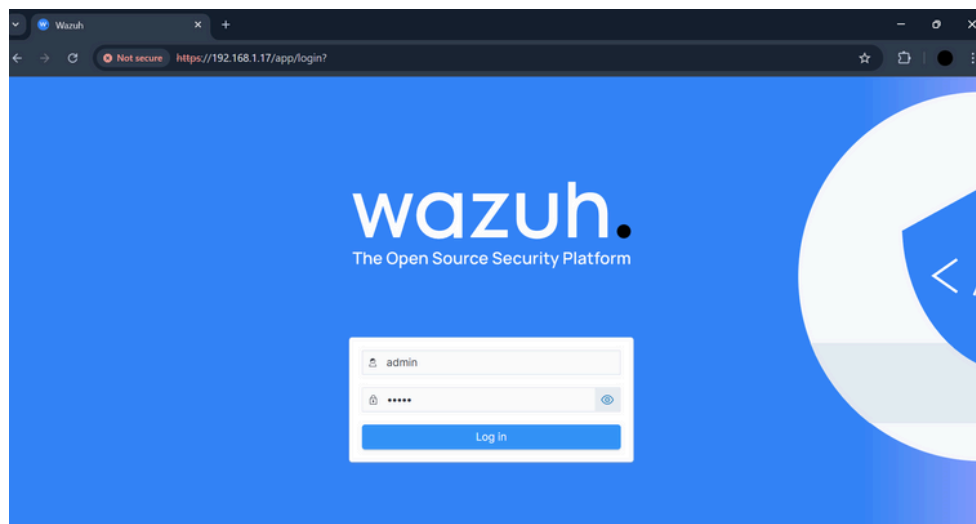 Wazuh
Not secure https://192.168.1.17/app/login?
wazuh.
The Open Source Security Platform
admin
•••••
Log in